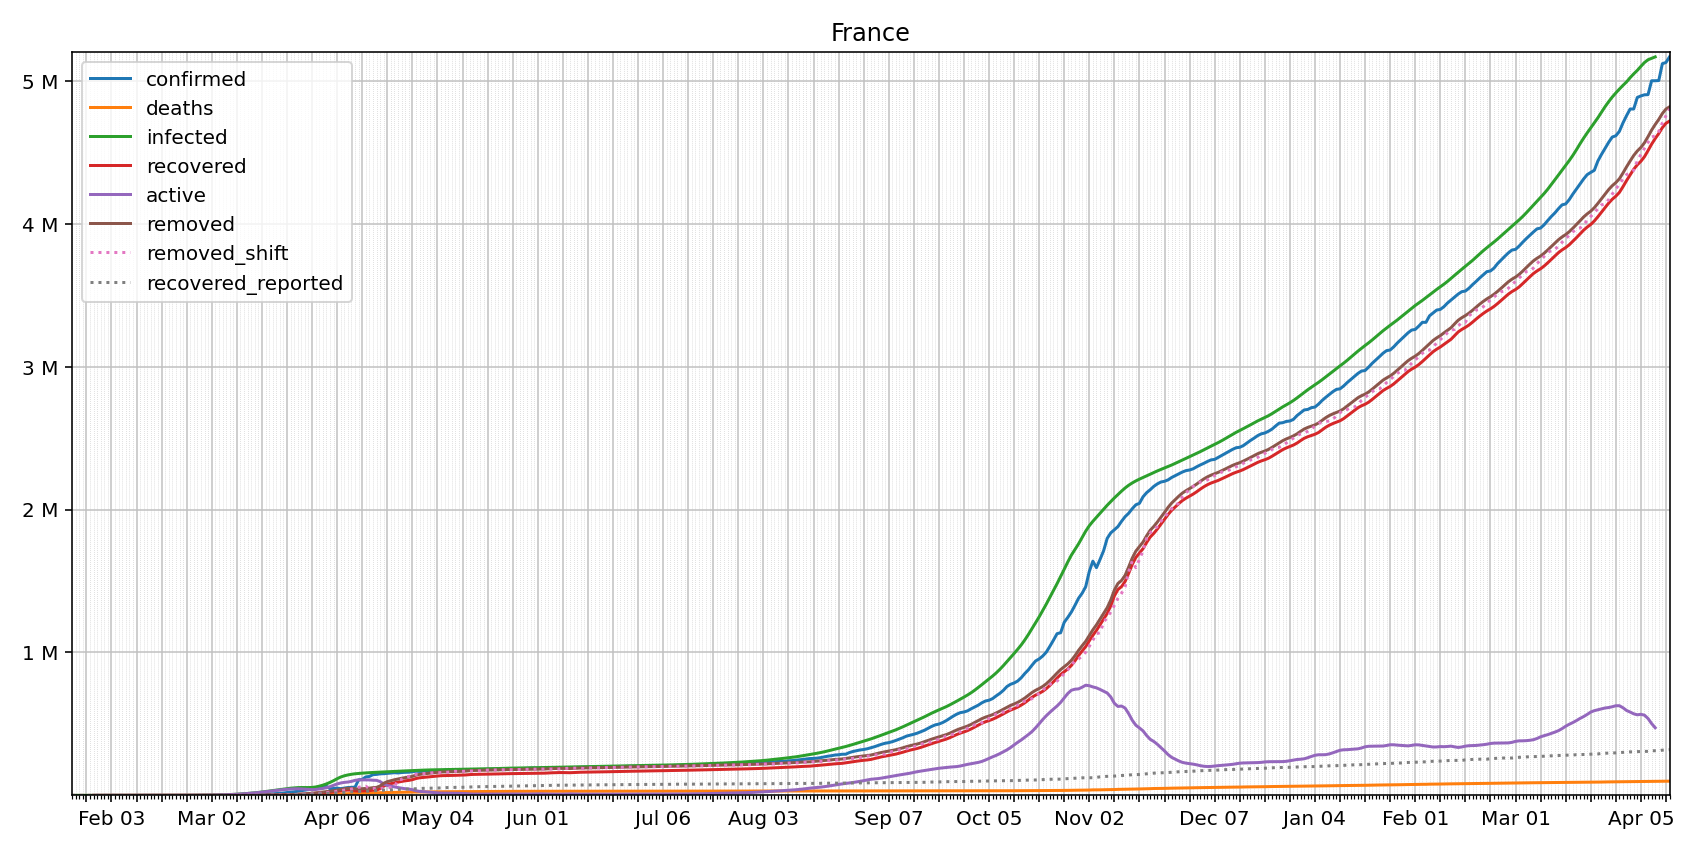 France
confirmed
deaths
infected
recovered
active
removed
removed_shift
recovered_reported
5 M
4 M
3 M
2 M
1 M
Feb 03 Mar 02 Apr 06 May 04 Jun 01 Jul 06 Aug 03 Sep 07 Oct 05 Nov 02 Dec 07 Jan 04 Feb 01 Mar 01 Apr 05